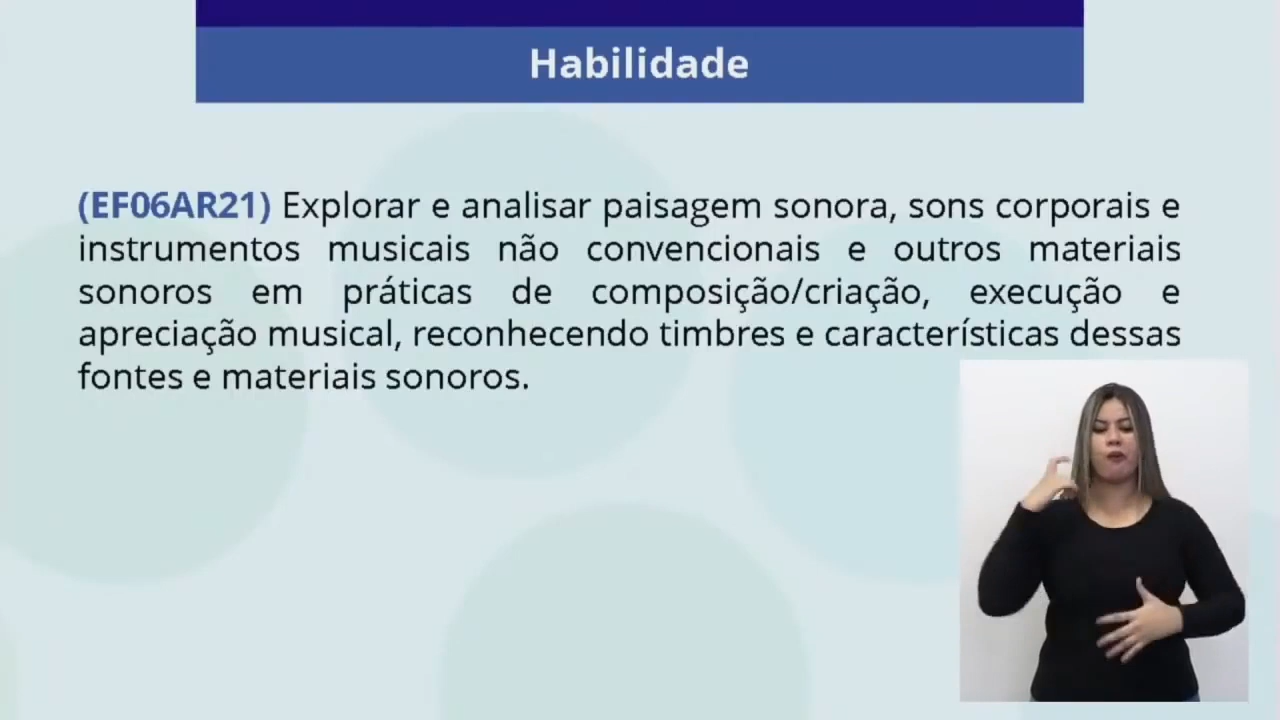 Habilidade
(EF06AR21) Explorar e analisar paisagem sonora, sons corporais e
instrumentos musicais não convencionais e outros materiais
sonoros em práticas de composição/criação, execução e
apreciação musical, reconhecendo timbres e características dessas
fontes e materiais sonoros.